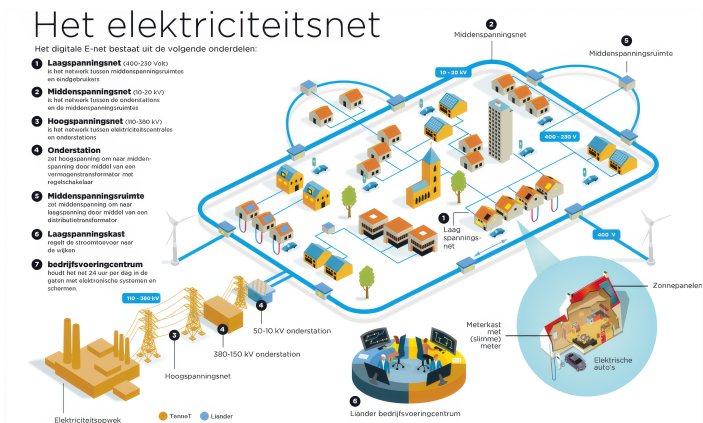 Het elektriciteitsnet
Het digitale E-net bestaat uit de volgende onderdelen:
1 Laagspanningsnet (400-230 Volt)
is het netwerk tussen middenspanningsruimtes
en eindgebruikers
2 Middenspanningsnet (10-20 kV)
is het netwerk tussen de onderstations
en de middenspanningsruimtes
3 Hoogspanningsnet (110-380 kV)
is het netwerk tussen elektriciteitscentrales
en onderstations
4 Onderstation
zet hoogspanning om naar midden-
spanning door middel van een
vermogenstransformator met
regelschakelaar
5 Middenspanningsruimte
zet middenspanning om naar
laagspanning door middel van een
distributietransformator
6 Laagspanningskast
regelt de stroomtoevoer naar
de wijken
7 bedrijfsvoeringcentrum
houdt het net 24 uur per dag in de
gaten met elektronische systemen en
schermen.
2
Middenspanningsnet
5
Middenspanningsruimte
10 - 20 kV
400 - 230 V
1
Laag
spannings-
net
400 V
110 - 380 kV
4
50-10 kV onderstation
4
380-150 kV onderstation
3
Hoogspanningsnet
Elektriciteitsopwek
TenneT
Liander
6
Liander bedrijfsvoeringcentrum
Zonnepanelen
Meterkast
met
(slimme)
meter
Elektrische
auto's